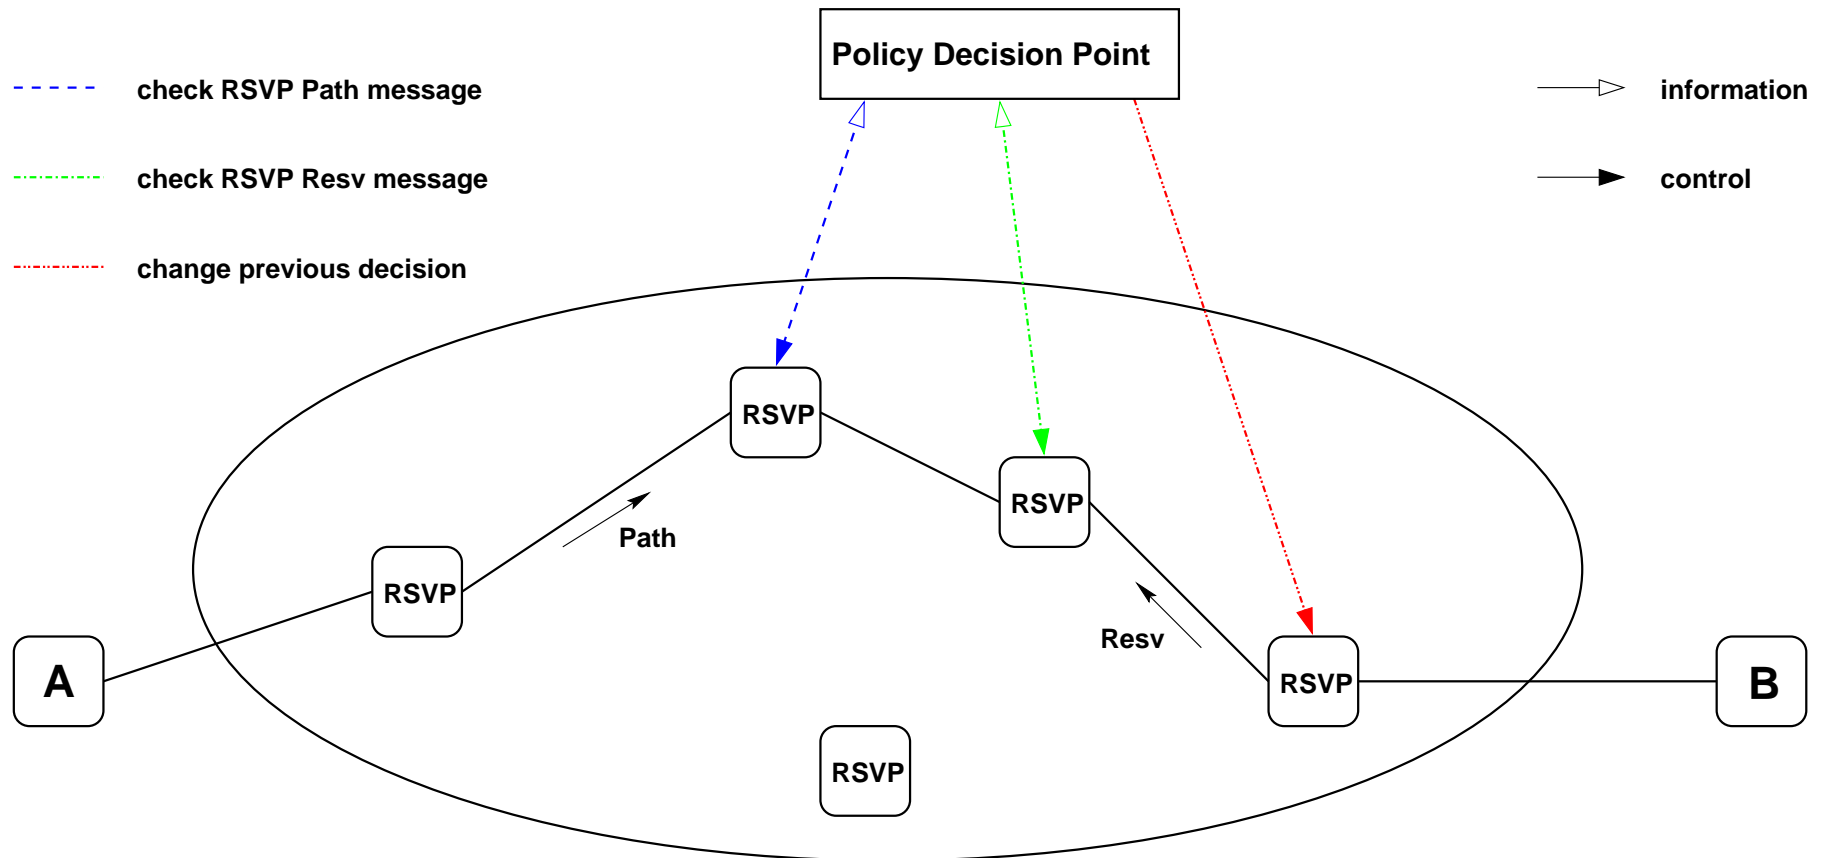 Policy Decision Point
check RSVP Path message
information
check RSVP Resv message
control
change previous decision
RSVP
RSVP
Path
RSVP
Resv
A
RSVP
B
RSVP